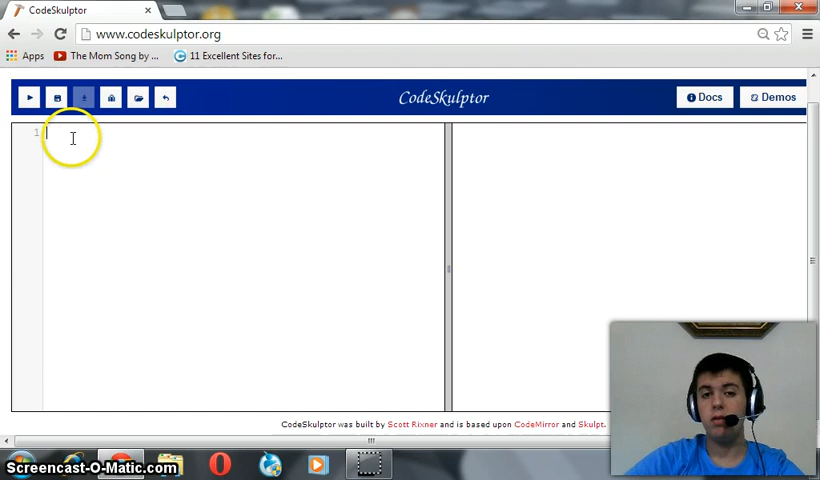 CodeSkulptor
www.codeskulptor.org
Apps
The Mom Song by ...
11 Excellent Sites for...
CodeSkulptor
Docs
Demos
1
CodeSkulptor was built by Scott Rixner and is based upon CodeMirror and Skulpt.
Screencast-O-Matic.com